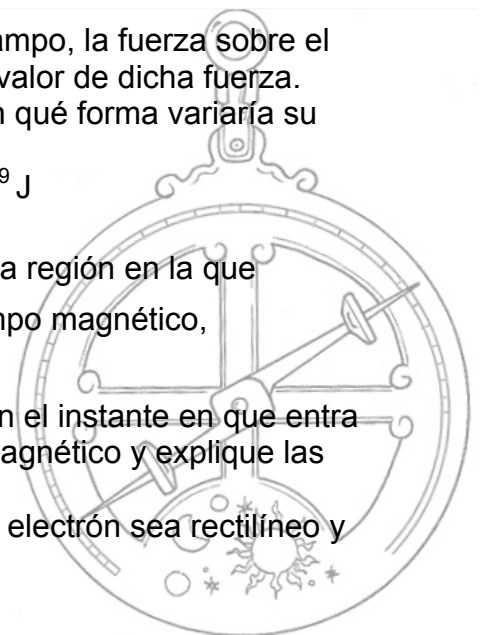 ampo, la fuerza sobre el
valor de dicha fuerza.
n qué forma variaría su
⁹ J
a región en la que
mpo magnético,
n el instante en que entra
agnético y explique las
electrón sea rectilíneo y